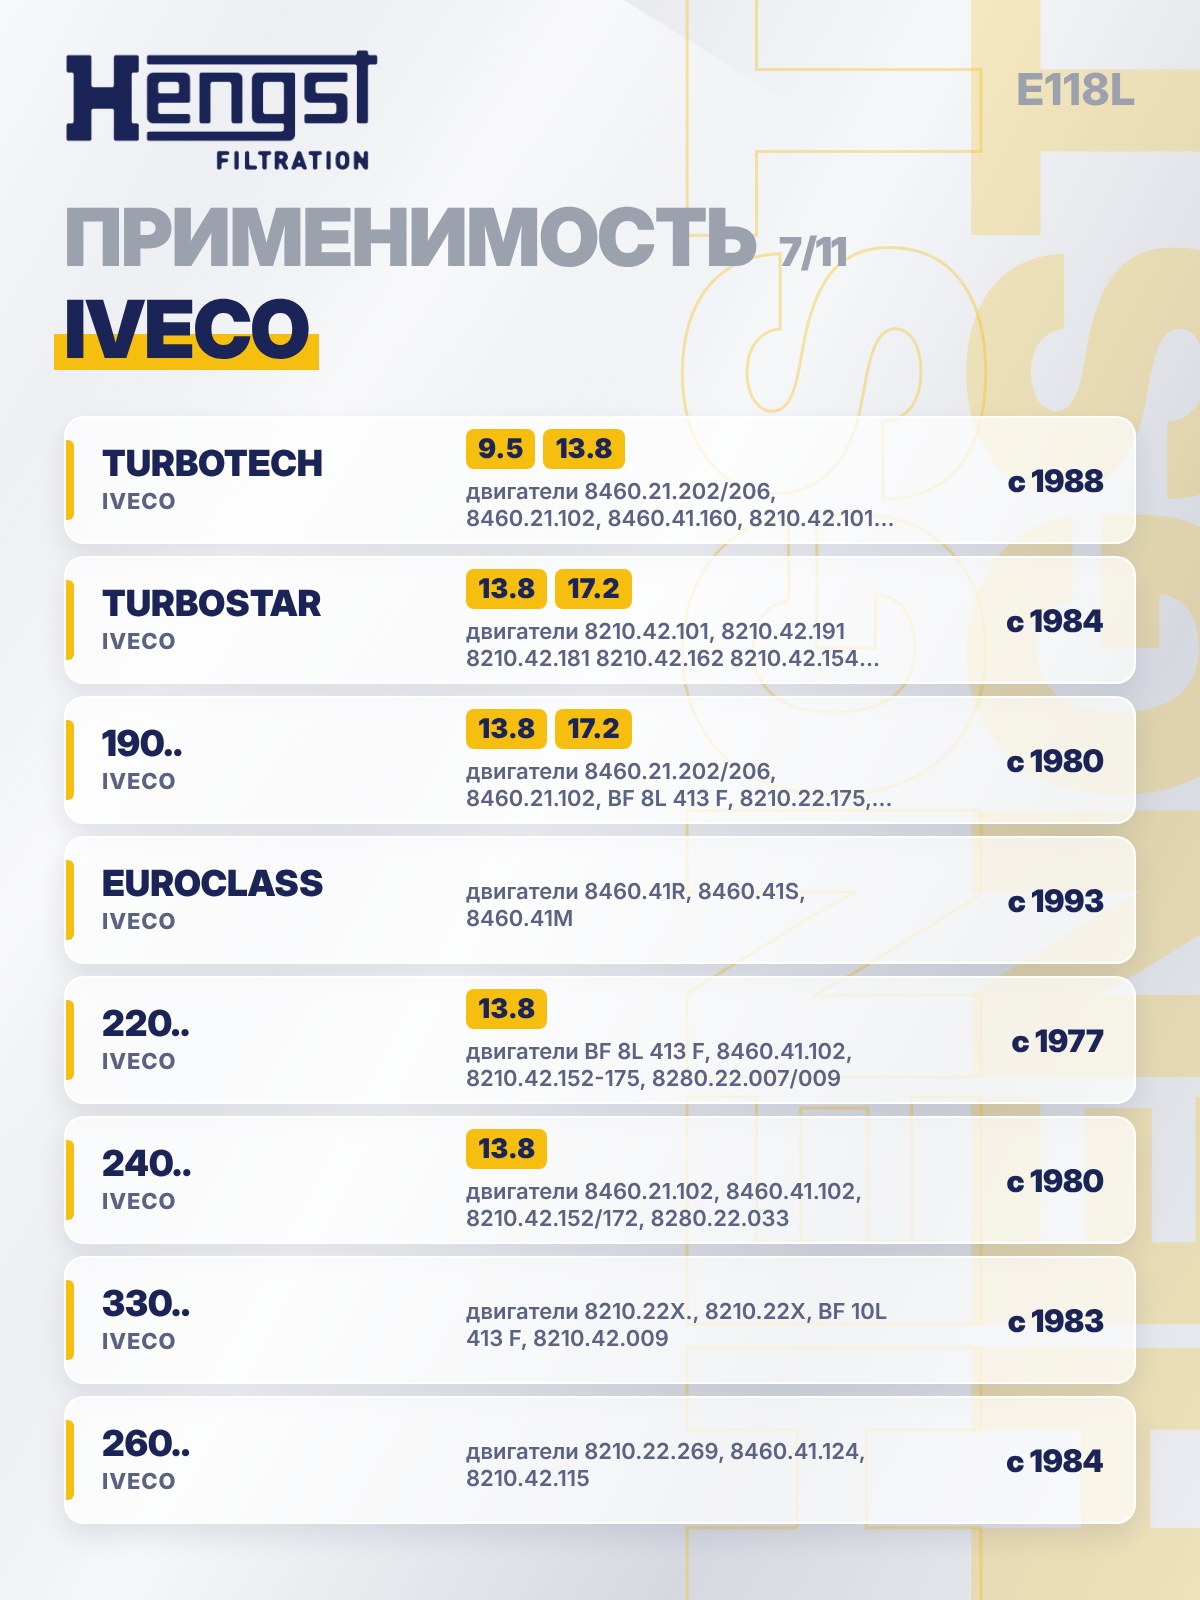 Hengst
FILTRATION
E118L
ПРИМЕНИМОСТЬ 7/11
IVECO
TURBOTECH
IVECO
9.5 13.8
двигатели 8460.21.202/206,
8460.21.102, 8460.41.160, 8210.42.101...
с 1988
TURBOSTAR
IVECO
13.8 17.2
двигатели 8210.42.101, 8210.42.191
8210.42.181 8210.42.162 8210.42.154...
с 1984
190..
IVECO
13.8 17.2
двигатели 8460.21.202/206,
8460.21.102, BF 8L 413 F, 8210.22.175,...
с 1980
EUROCLASS
IVECO
двигатели 8460.41R, 8460.41S,
8460.41M
с 1993
220..
IVECO
13.8
двигатели BF 8L 413 F, 8460.41.102,
8210.42.152-175, 8280.22.007/009
с 1977
240..
IVECO
13.8
двигатели 8460.21.102, 8460.41.102,
8210.42.152/172, 8280.22.033
с 1980
330..
IVECO
двигатели 8210.22X., 8210.22X, BF 10L
413 F, 8210.42.009
с 1983
260..
IVECO
двигатели 8210.22.269, 8460.41.124,
8210.42.115
с 1984
HENGST
HENGST